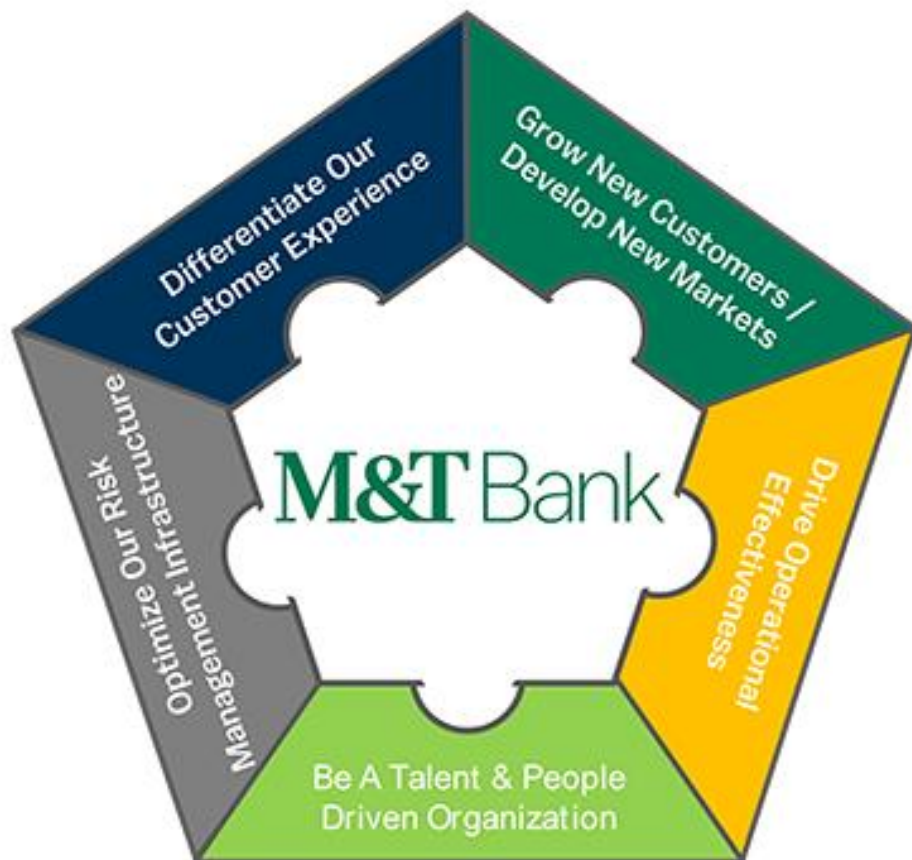 Differentiate Our
Customer Experience
Grow New Customers /
Develop New Markets
Optimize Our Risk
Management Infrastructure
M&T Bank
Drive Operational
Effectiveness
Be A Talent & People
Driven Organization